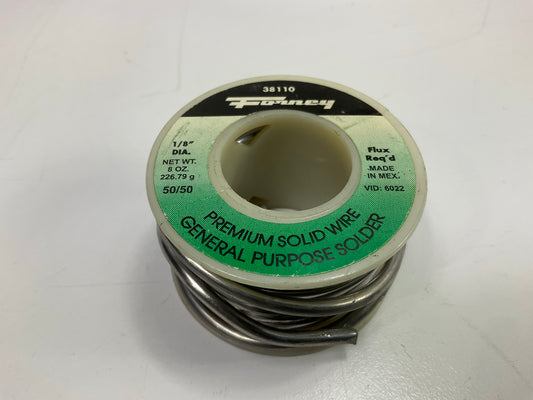 38110
Forney
1/8"
DIA.
NET WT.
8 OZ.
226.79 g
50/50
Flux
Req'd
MADE
IN MEX.
VID: 6022
PREMIUM SOLID WIRE
GENERAL PURPOSE SOLDER